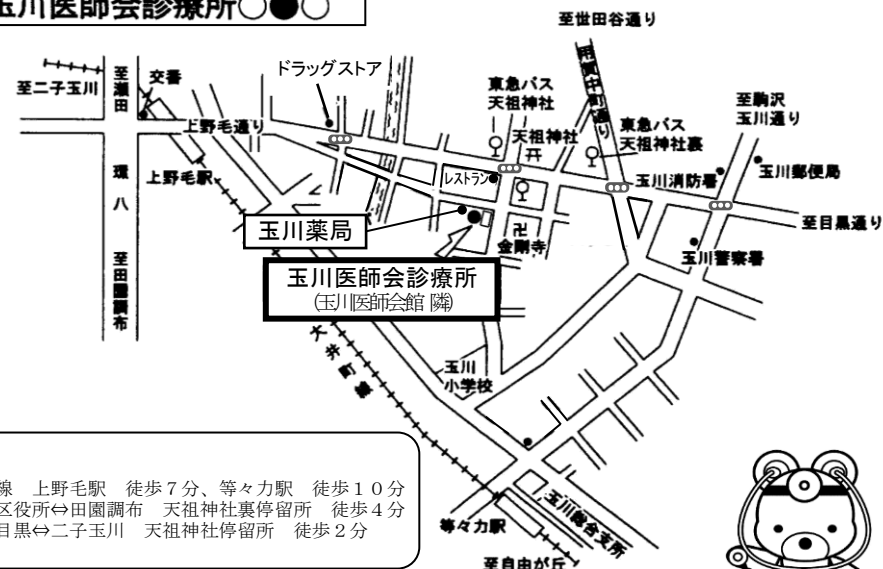 玉川医師会診療所○●○
至世田谷通り
用賀中町通り
ドラッグストア
至二子玉川
至瀬田
交番
東急バス
天祖神社
天祖神社
東急バス
天祖神社裏
至駒沢
玉川通り
上野毛通り
上野毛駅
環八
レストラン
玉川消防署
玉川郵便局
至目黒通り
玉川薬局
金剛寺
玉川警察署
至田園調布
玉川医師会診療所
(玉川医師会館 隣)
大井町線
玉川
小学校
線 上野毛駅 徒歩7分、等々力駅 徒歩10分
区役所⇔田園調布 天祖神社裏停留所 徒歩4分
目黒⇔二子玉川 天祖神社停留所 徒歩2分
等々力駅
玉川総合支所
至自由が丘